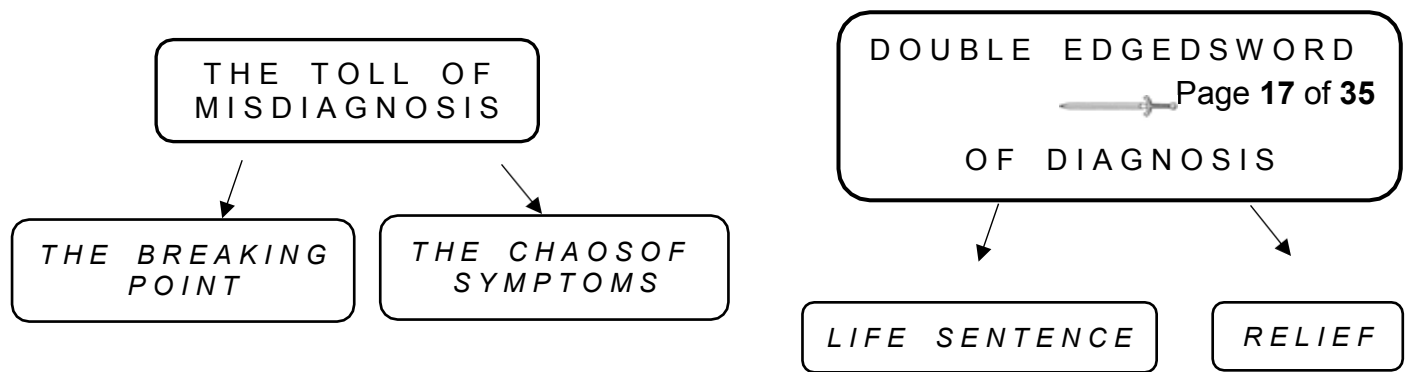 THE TOLL OF
MISDIAGNOSIS
THE BREAKING
POINT
THE CHAOSOF
SYMPTOMS
DOUBLE EDGEDSWORD
Page 17 of 35
OF DIAGNOSIS
LIFE SENTENCE
RELIEF